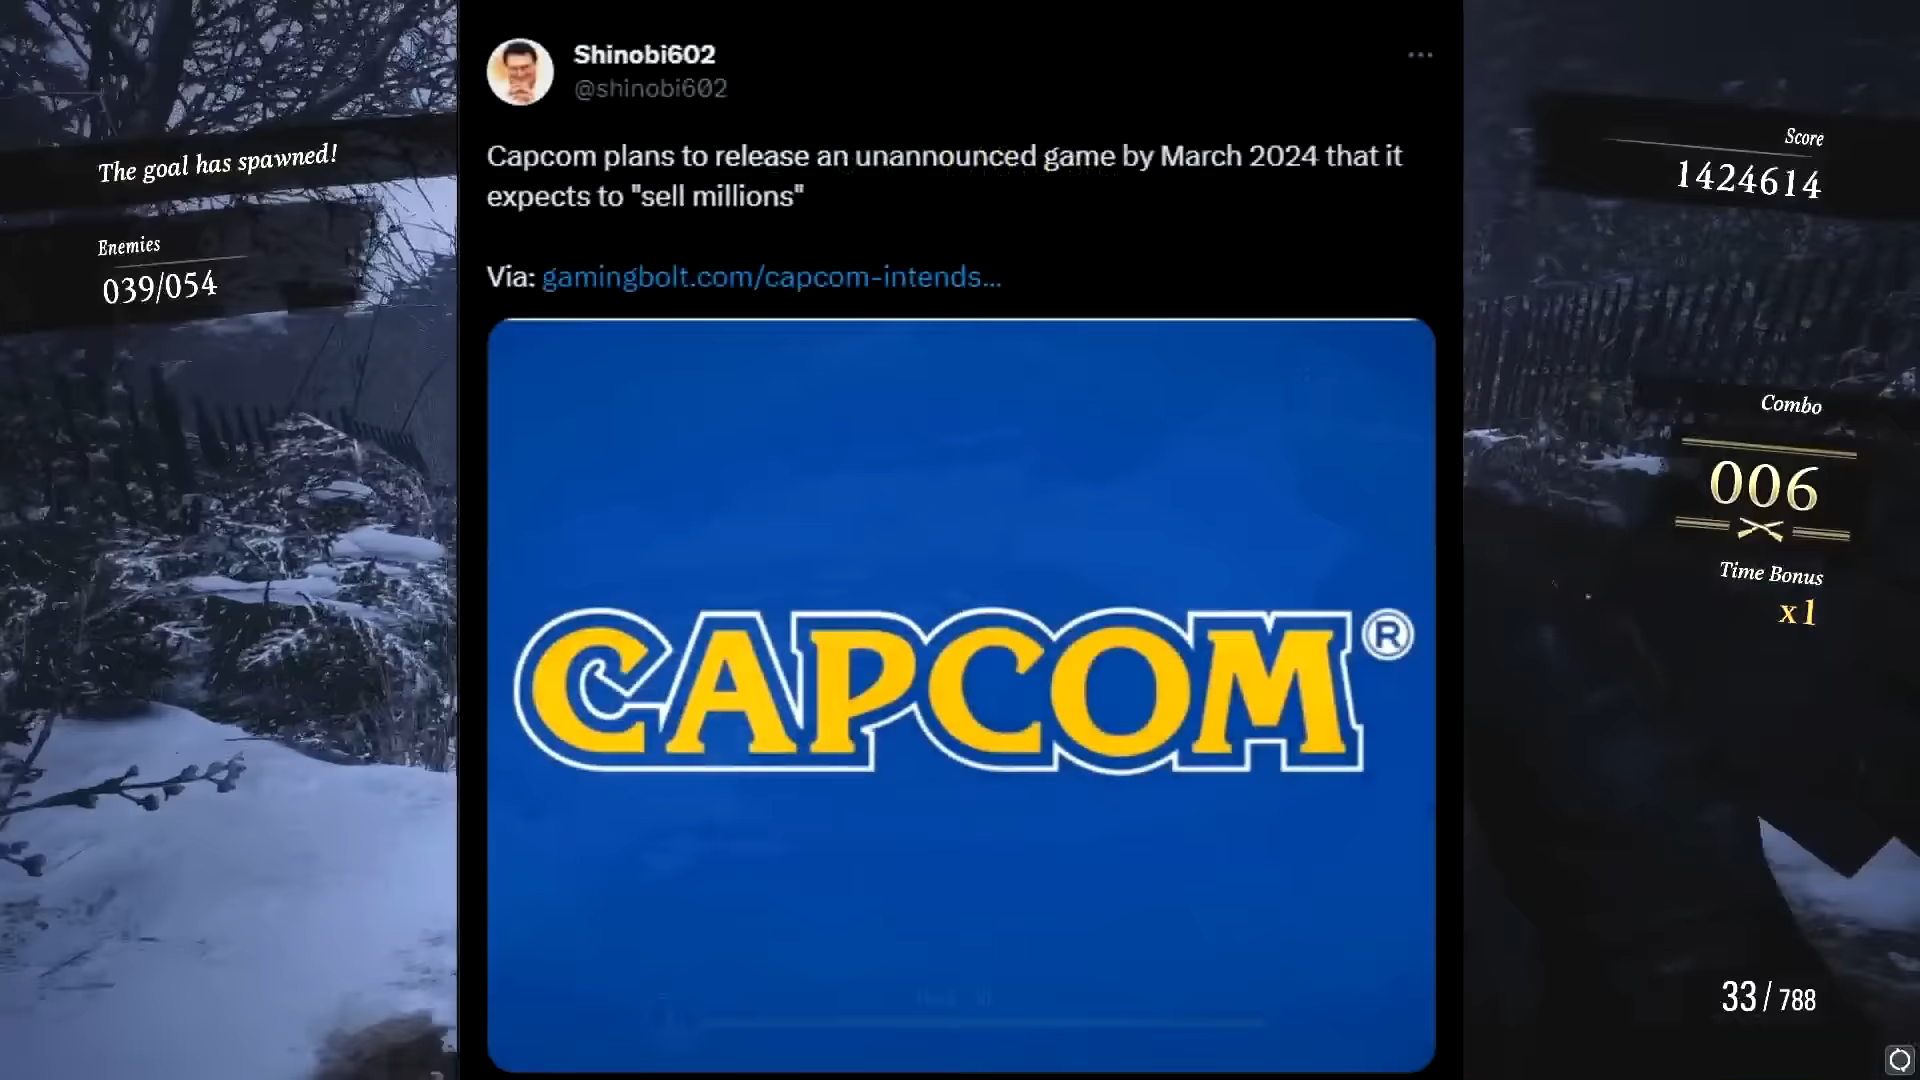 Shinobi602
@shinobi602
Capcom plans to release an unannounced game by March 2024 that it
expects to "sell millions"
Via: gamingbolt.com/capcom-intends...
CAPCOM®
The goal has spawned!
Enemies
039/054
Score
1424614
Combo
006
Time Bonus
x1
33/788